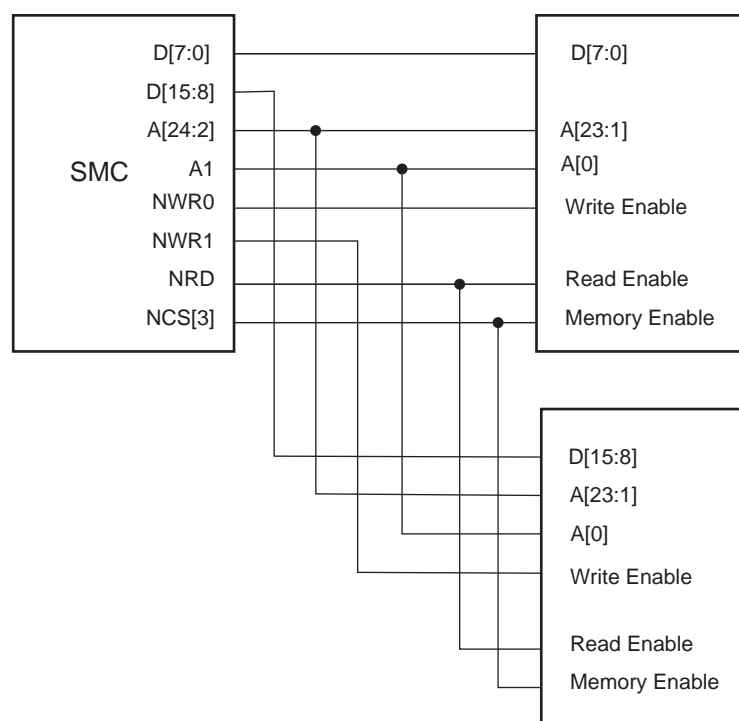 D[7:0]
D[15:8]
A[24:2]
SMC
A1
NWR0
NWR1
NRD
NCS[3]
D[7:0]
A[23:1]
A[0]
Write Enable
Read Enable
Memory Enable
D[15:8]
A[23:1]
A[0]
Write Enable
Read Enable
Memory Enable